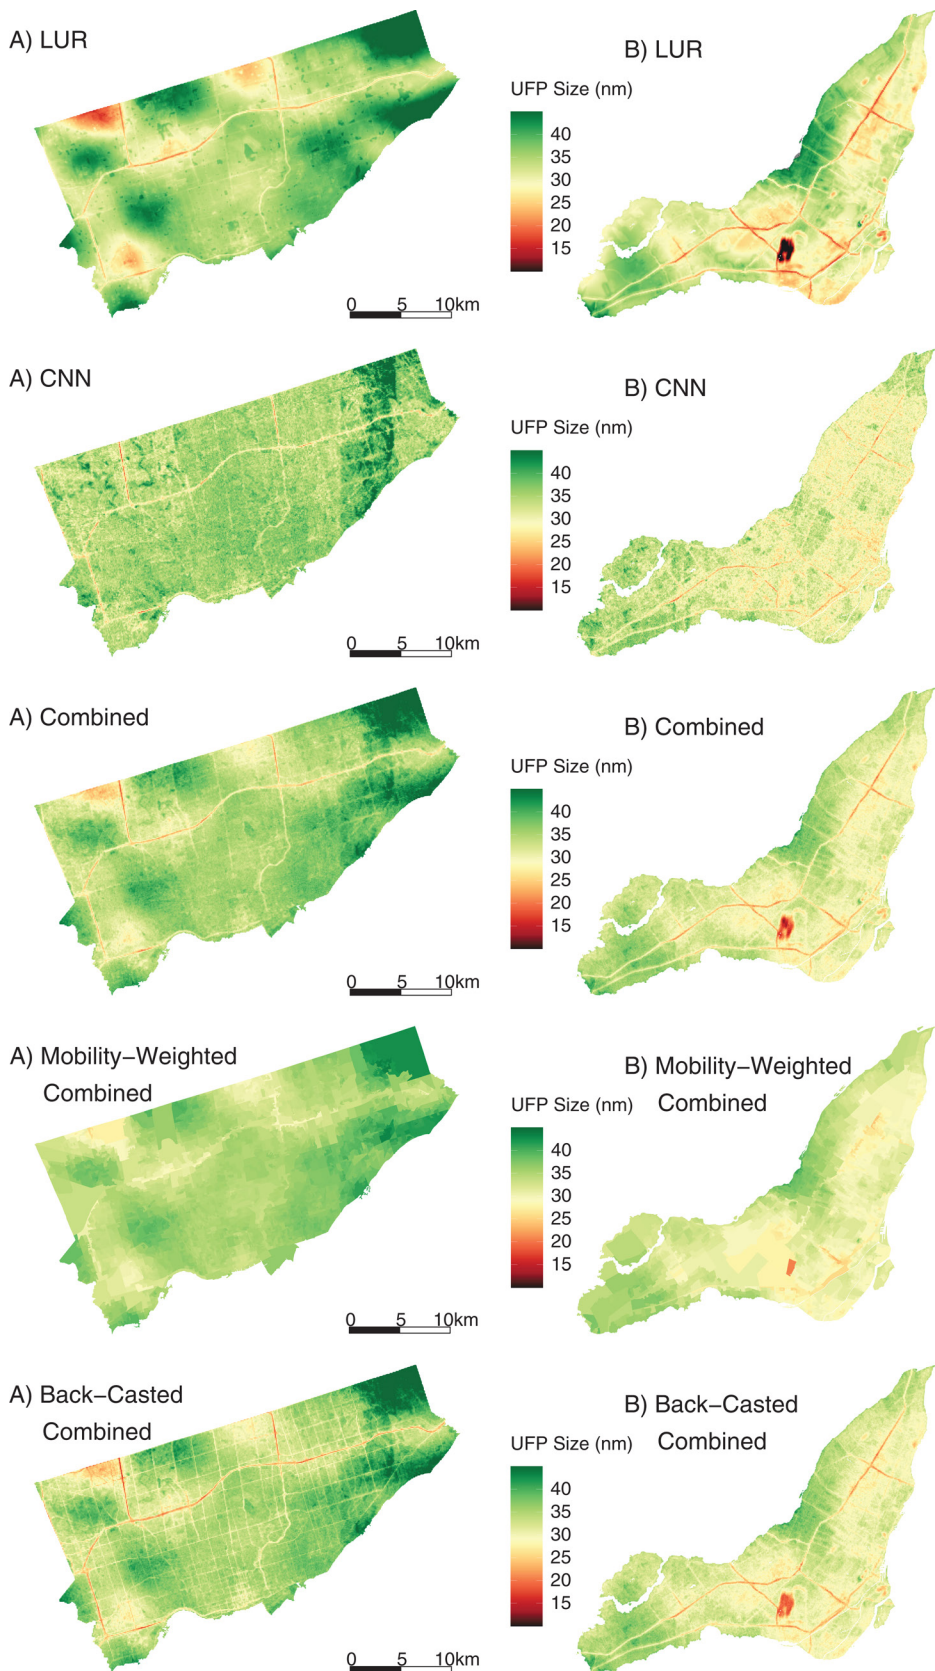 A) LUR
B) LUR
UFP Size (nm)
40
35
30
25
20
15
0 5 10km
A) CNN
B) CNN
UFP Size (nm)
40
35
30
25
20
15
0 5 10km
A) Combined
B) Combined
UFP Size (nm)
40
35
30
25
20
15
0 5 10km
A) Mobility−Weighted
Combined
B) Mobility−Weighted
Combined
UFP Size (nm)
40
35
30
25
20
15
0 5 10km
A) Back−Casted
Combined
B) Back−Casted
Combined
UFP Size (nm)
40
35
30
25
20
15
0 5 10km